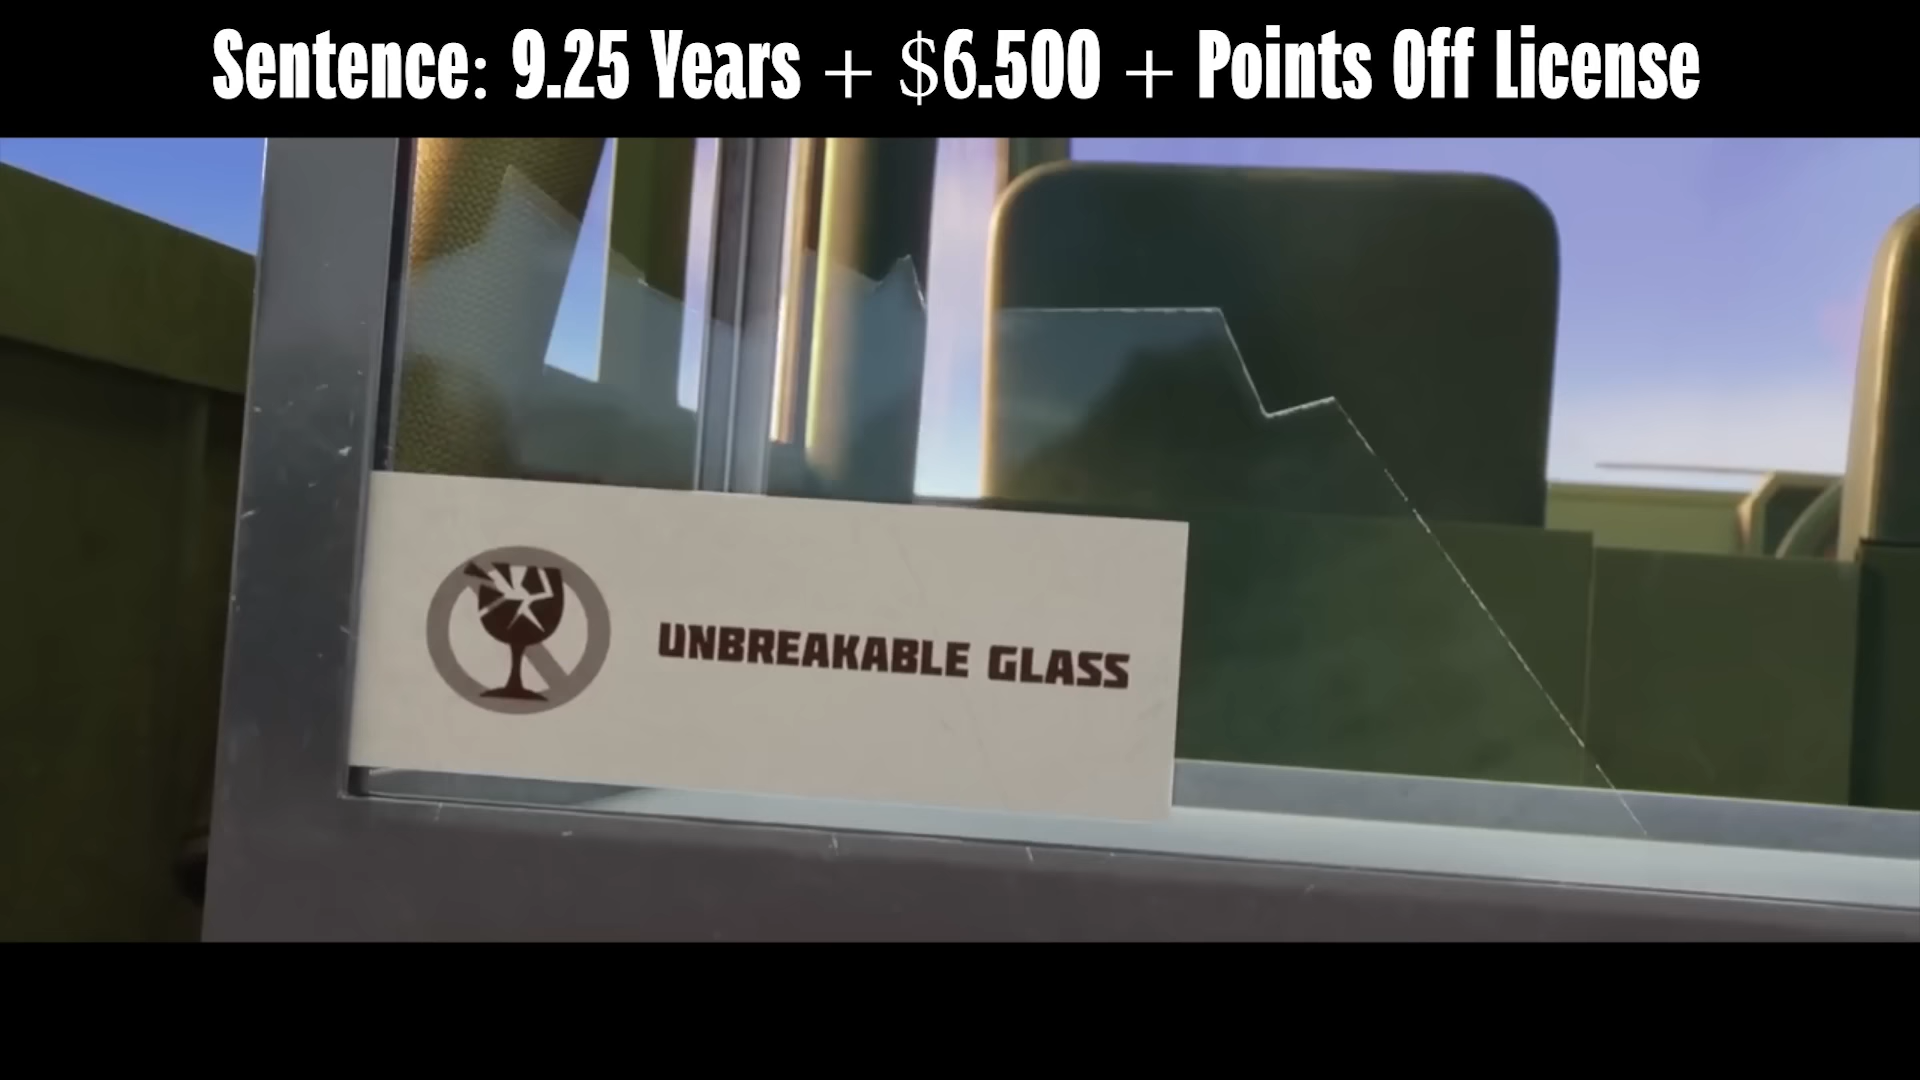 Sentence: 9.25 Years + $6.500 + Points Off License
UNBREAKABLE GLASS